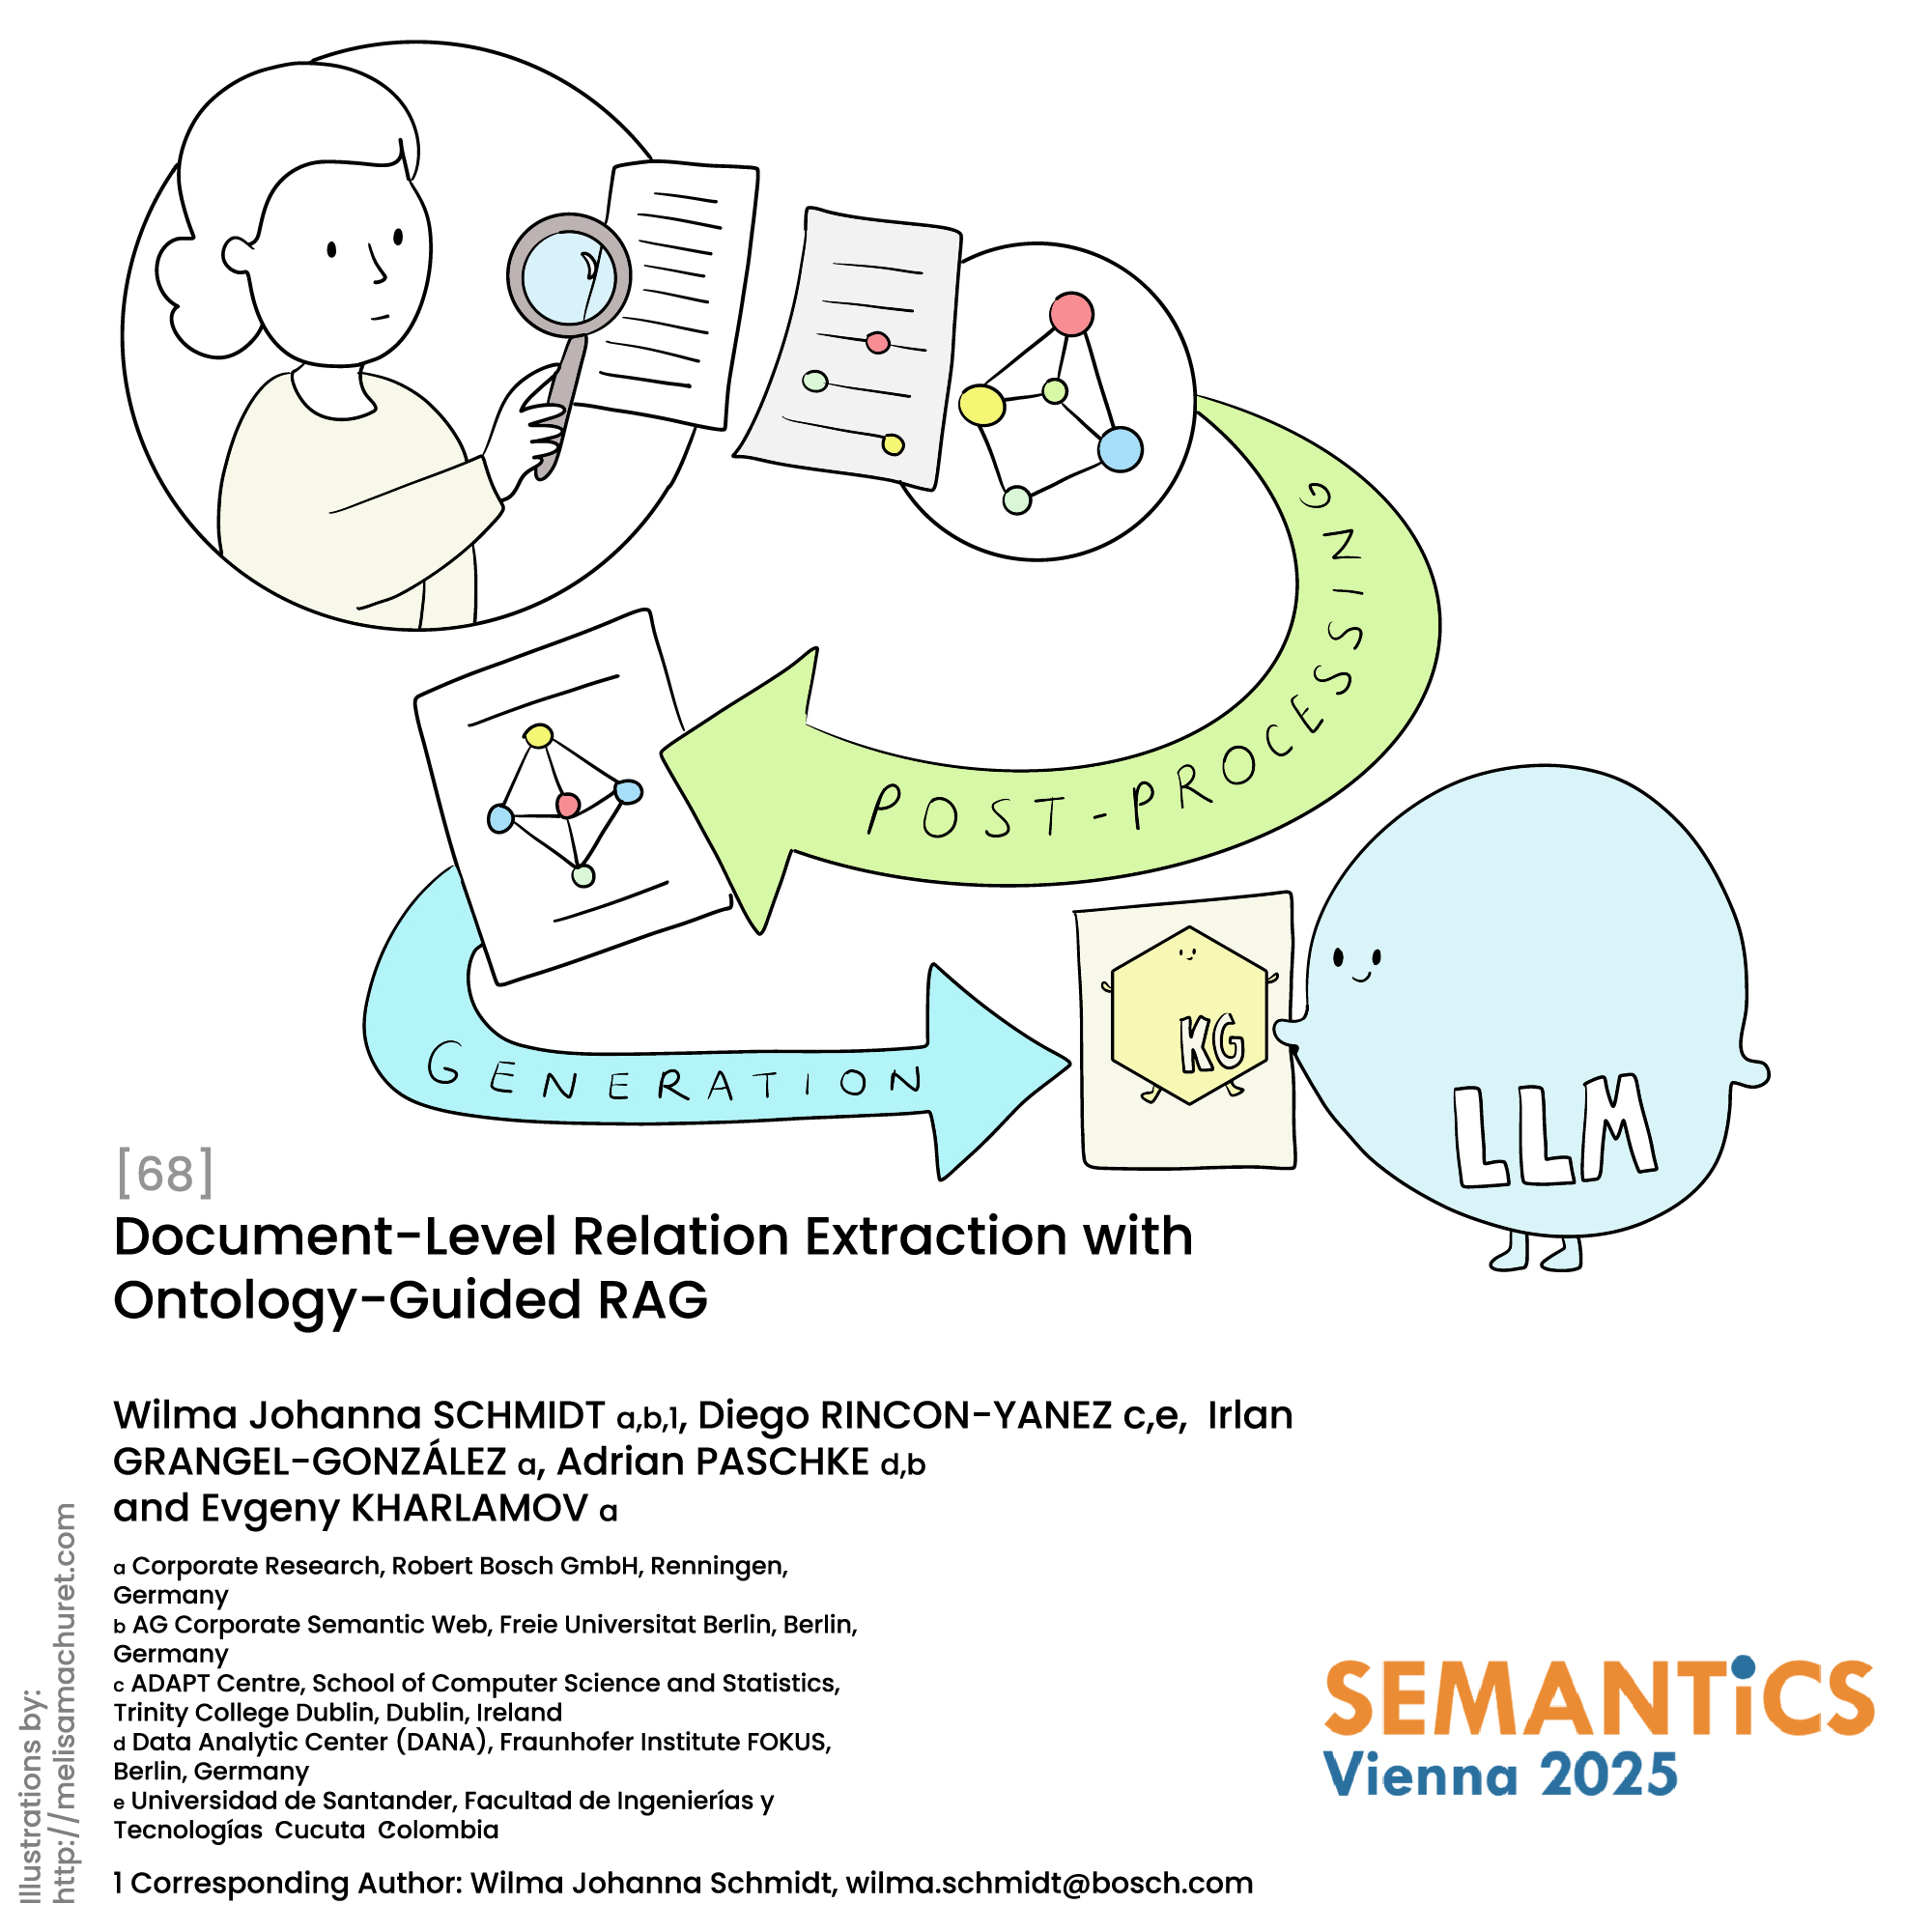 POST-PROCESSING
GENERATION
KG
LLM
[68]
Document-Level Relation Extraction with
Ontology-Guided RAG
Wilma Johanna SCHMIDT a,b,1, Diego RINCON-YANEZ c,e, Irlan
GRANGEL-GONZÁLEZ a, Adrian PASCHKE d,b
and Evgeny KHARLAMOV a
a Corporate Research, Robert Bosch GmbH, Renningen,
Germany
b AG Corporate Semantic Web, Freie Universitat Berlin, Berlin,
Germany
c ADAPT Centre, School of Computer Science and Statistics,
Trinity College Dublin, Dublin, Ireland
d Data Analytic Center (DANA), Fraunhofer Institute FOKUS,
Berlin, Germany
e Universidad de Santander, Facultad de Ingenierías y
Tecnologías Cucuta Colombia
1 Corresponding Author: Wilma Johanna Schmidt, wilma.schmidt@bosch.com
Illustrations by:
http://melisamachuret.com
SEMANTiCS
Vienna 2025